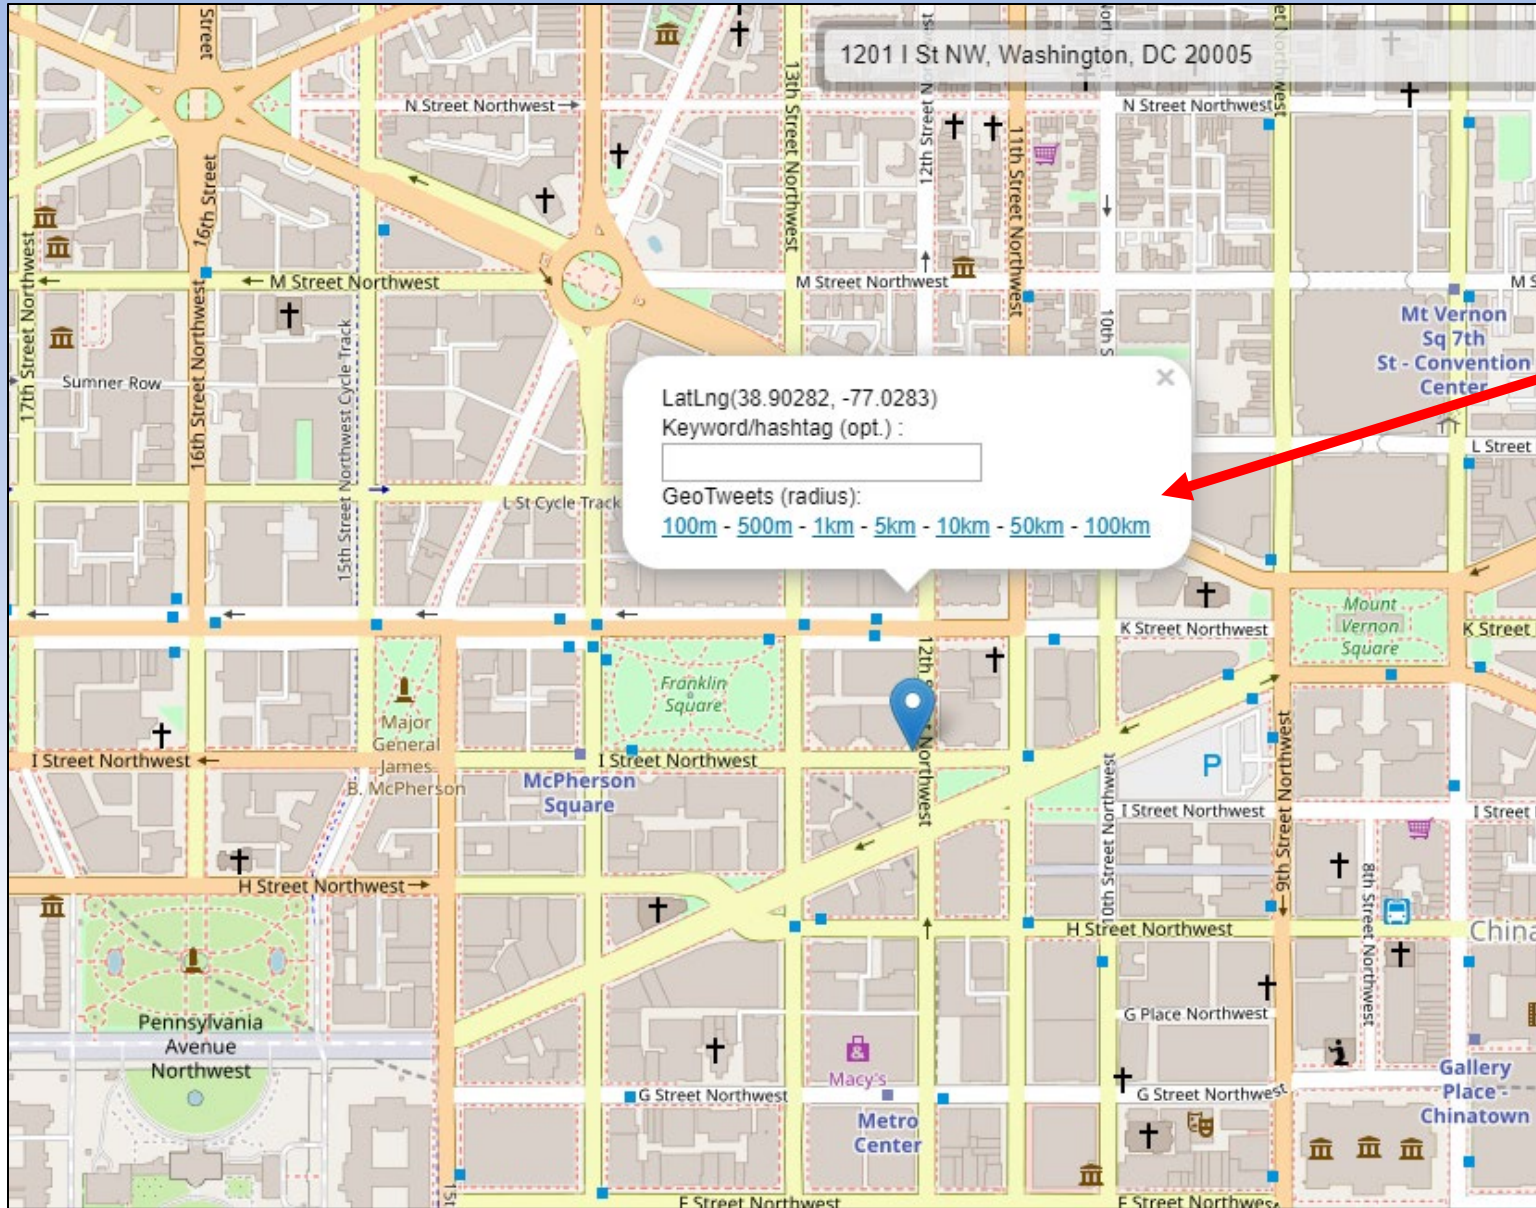 Street
1201 I St NW, Washington, DC 20005
N Street Northwest
N Street Northwest
13th Street Northwest
12th Street Northwest
11th Street Northwest
16th Street
17th Street Northwest
16th Street Northwest
M Street Northwest
M Street Northwest
M S
10th S
Mt Vernon
Sq 7th
St - Convention
Center
Sumner Row
15th Street Northwest Cycle Track
LatLng(38.90282, -77.0283)
Keyword/hashtag (opt.) :
GeoTweets (radius):
100m - 500m - 1km - 5km - 10km - 50km - 100km
L St Cycle Track
L Street
Mount
Vernon
Square
K Street Northwest
K Street
Franklin
Square
12th S
t Northwest
Major
General
James
B. McPherson
I Street Northwest
I Street Northwest
McPherson
Square
P
10th Street Northwest
9th Street Northwest
I Street Northwest
I Street
8th Street Northwest
H Street Northwest
H Street Northwest
China
Pennsylvania
Avenue
Northwest
G Place Northwest
&
Macy's
G Street Northwest
G Street Northwest
Metro
Center
Gallery
Place -
Chinatown
15t
F Street Northwest
F Street Northwest